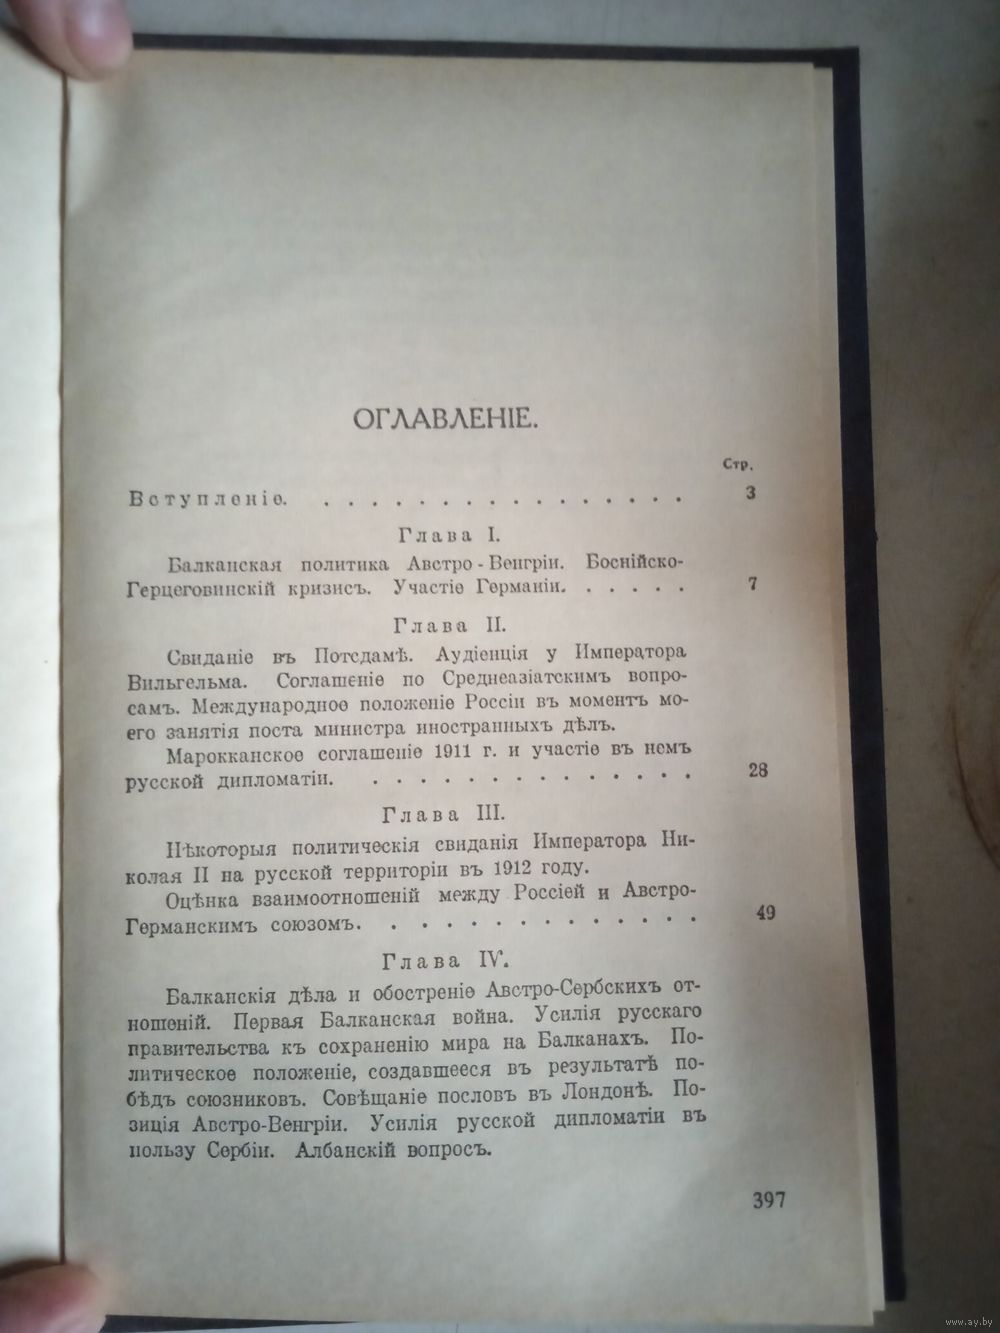 ОГЛАВЛЕНІЕ.
Стр.
Вступленіе. . . . . . . . . . . . . . . . . 3
Глава I.
Балканская политика Австро-Венгріи. Боснійско-
Герцеговинскій кризисъ. Участіе Германіи. . . . . . 7
Глава II.
Свиданіе въ Потсдамѣ. Аудіенція у Императора
Вильгельма. Соглашеніе по Среднеазіатскимъ вопро-
самъ. Международное положеніе Россіи въ моментъ мо-
его занятія поста министра иностранныхъ дѣлъ.
Марокканское соглашеніе 1911 г. и участіе въ немъ
русской дипломатіи. . . . . . . . . . . . . . . 28
Глава III.
Нѣкоторыя политическія свиданія Императора Ни-
колая II на русской территоріи въ 1912 году.
Оцѣнка взаимоотношеній между Россіей и Австро-
Германскимъ союзомъ. . . . . . . . . . . . . 49
Глава IV.
Балканскія дѣла и обостреніе Австро-Сербскихъ от-
ношеній. Первая Балканская война. Усилія русскаго
правительства къ сохраненію мира на Балканахъ. По-
литическое положеніе, создавшееся въ результатѣ по-
бѣдъ союзниковъ. Совѣщаніе пословъ въ Лондонѣ. По-
зиція Австро-Венгріи. Усилія русской дипломатіи въ
пользу Сербіи. Албанскій вопросъ.
397
www.ay.by